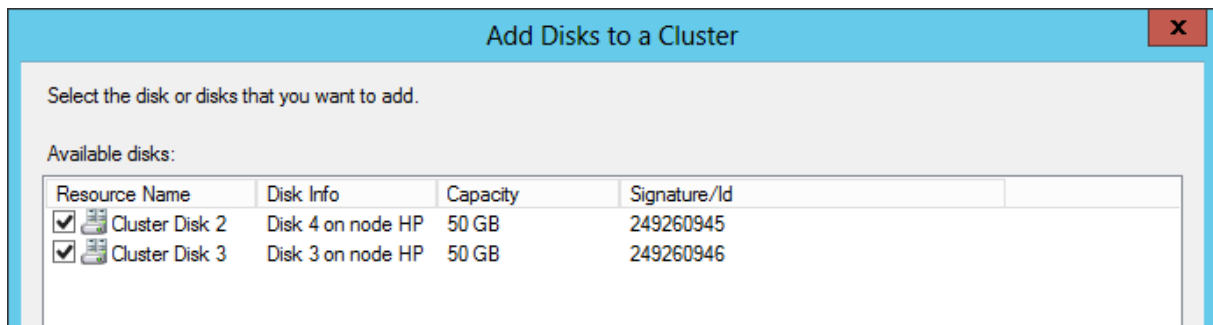 Add Disks to a Cluster
x
Select the disk or disks that you want to add.
Available disks:
Resource Name Disk Info Capacity Signature/Id
Cluster Disk 2 Disk 4 on node HP 50 GB 249260945
Cluster Disk 3 Disk 3 on node HP 50 GB 249260946